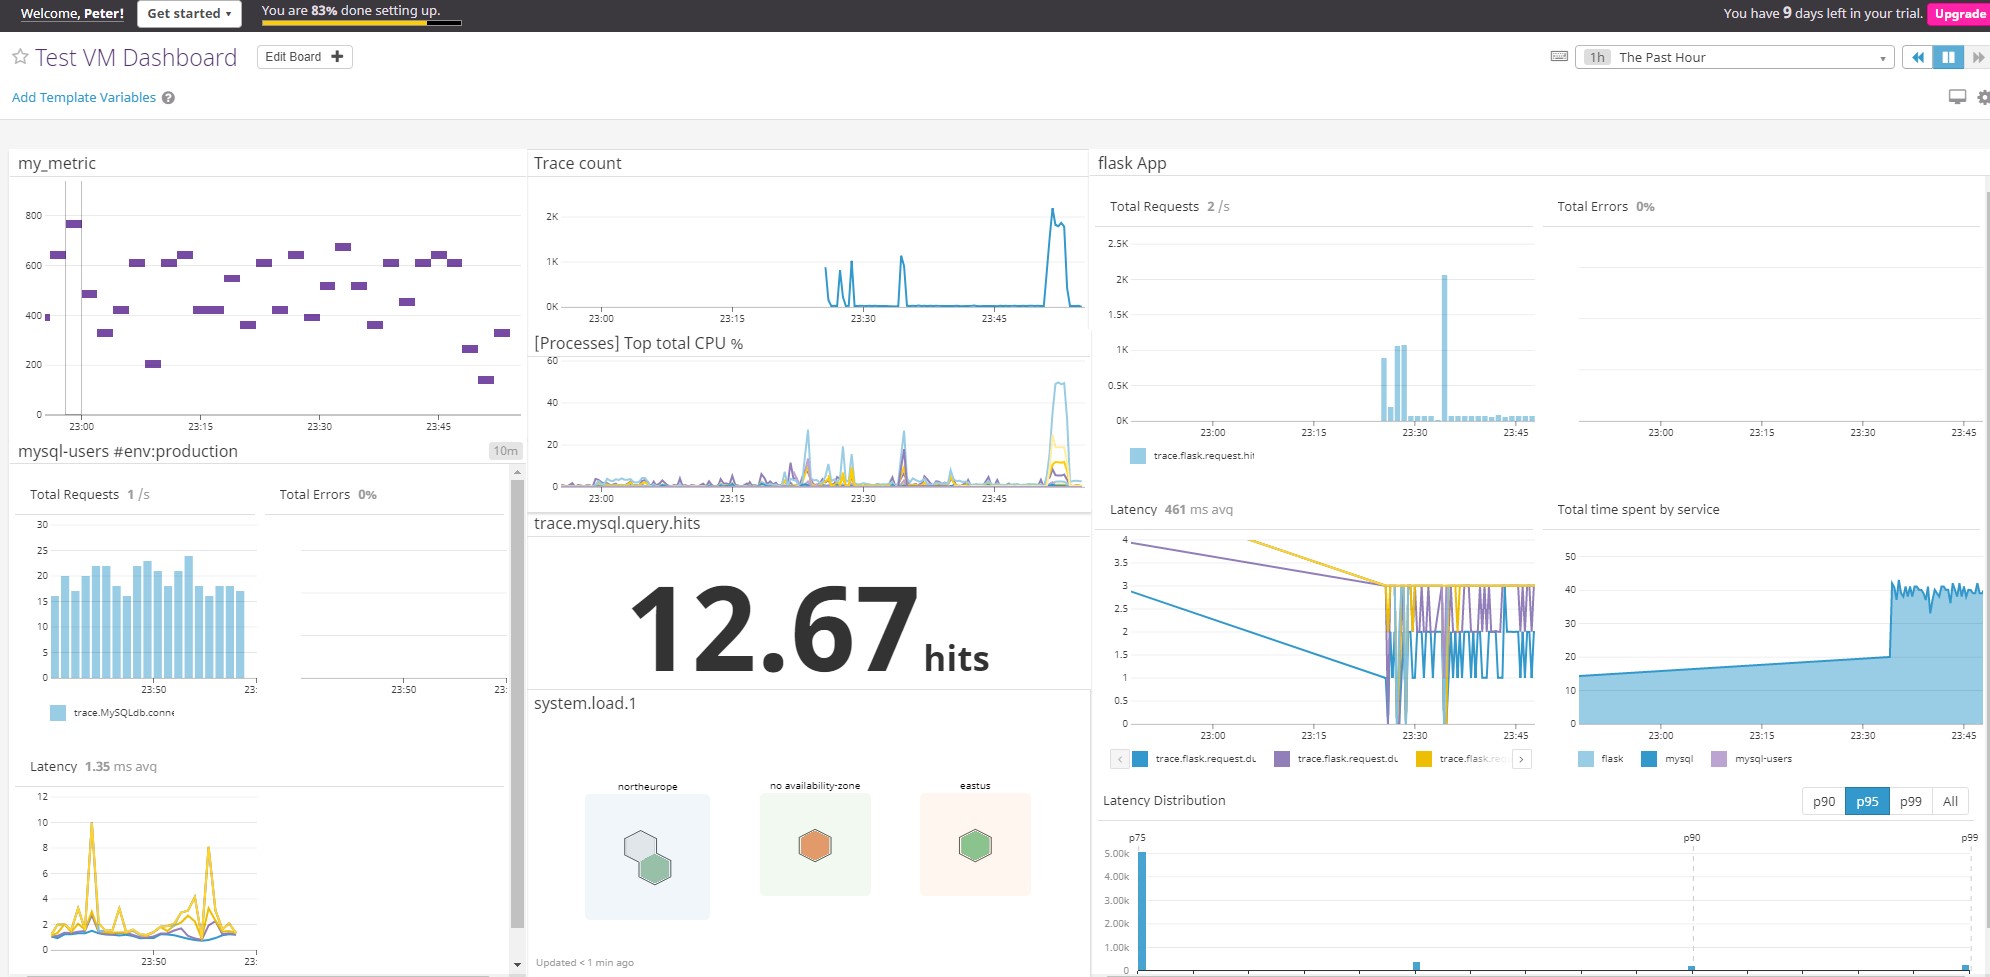 Welcome, Peter! Get started You are 83% done setting up. You have 9 days left in your trial. Upgrade
Test VM Dashboard Edit Board 1h The Past Hour
Add Template Variables
my_metric
800
600
400
200
0
23:00 23:15 23:30 23:45
mysql-users #env:production 10m
Total Requests 1 /s
30
25
20
15
10
5
0
23:50 23:
trace.MySQLdb.conne
Total Errors 0%
23:50 23:
Latency 1.35 ms avg
12
10
8
6
4
2
0
23:50 23:
Trace count
2K
1K
0K
23:00 23:15 23:30 23:45
[Processes] Top total CPU %
60
40
20
0
23:00 23:15 23:30 23:45
trace.mysql.query.hits
12.67 hits
system.load.1
northeurope no availability-zone eastus
Updated < 1 min ago
flask App
Total Requests 2 /s
2.5K
2K
1.5K
1K
0.5K
0K
23:00 23:15 23:30 23:45
trace.flask.request.hit
Total Errors 0%
23:00 23:15 23:30 23:45
Latency 461 ms avg
4
3.5
3
2.5
2
1.5
1
0.5
0
23:00 23:15 23:30 23:45
trace.flask.request.du trace.flask.request.du trace.flask.req
Total time spent by service
50
40
30
20
10
0
23:00 23:15 23:30 23:45
flask mysql mysql-users
Latency Distribution p90 p95 p99 All
p75 p90 p99
5.00k
4.00k
3.00k
2.00k
1.00k
0